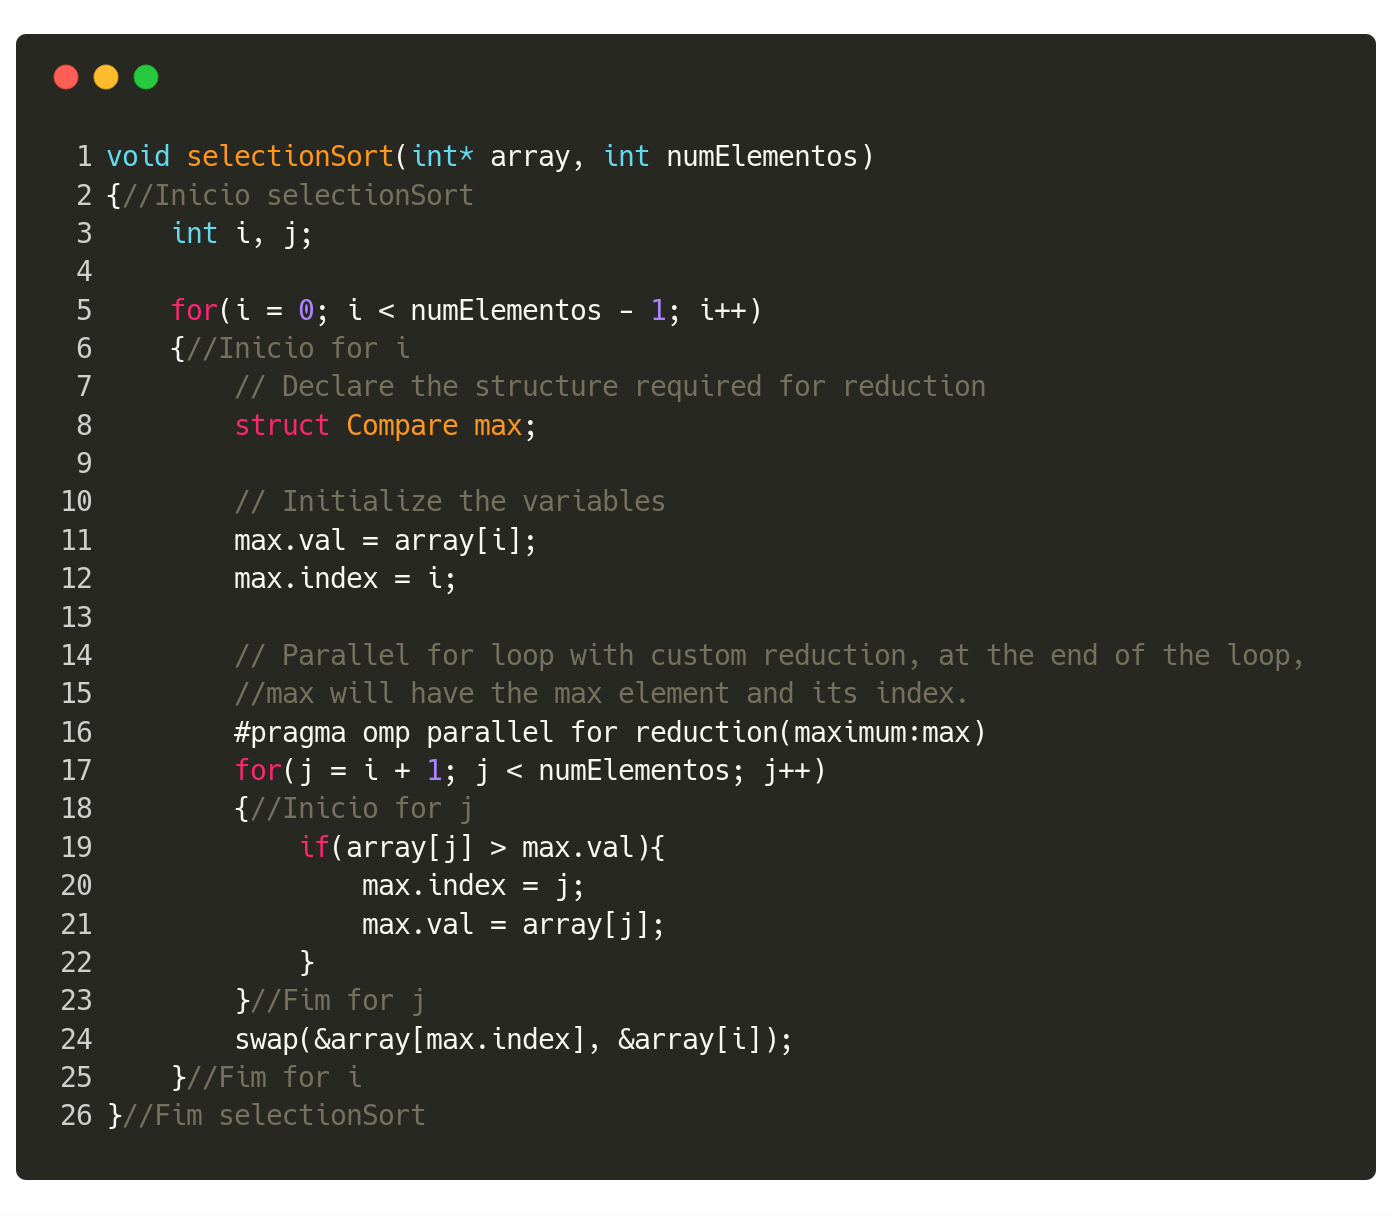 1 void selectionSort(int* array, int numElementos)
2 {//Inicio selectionSort
3     int i, j;
4
5     for(i = 0; i < numElementos - 1; i++)
6     {//Inicio for i
7         // Declare the structure required for reduction
8         struct Compare max;
9
10         // Initialize the variables
11         max.val = array[i];
12         max.index = i;
13
14         // Parallel for loop with custom reduction, at the end of the loop,
15         //max will have the max element and its index.
16         #pragma omp parallel for reduction(maximum:max)
17         for(j = i + 1; j < numElementos; j++)
18         {//Inicio for j
19             if(array[j] > max.val){
20                 max.index = j;
21                 max.val = array[j];
22             }
23         }//Fim for j
24         swap(&array[max.index], &array[i]);
25     }//Fim for i
26 }//Fim selectionSort